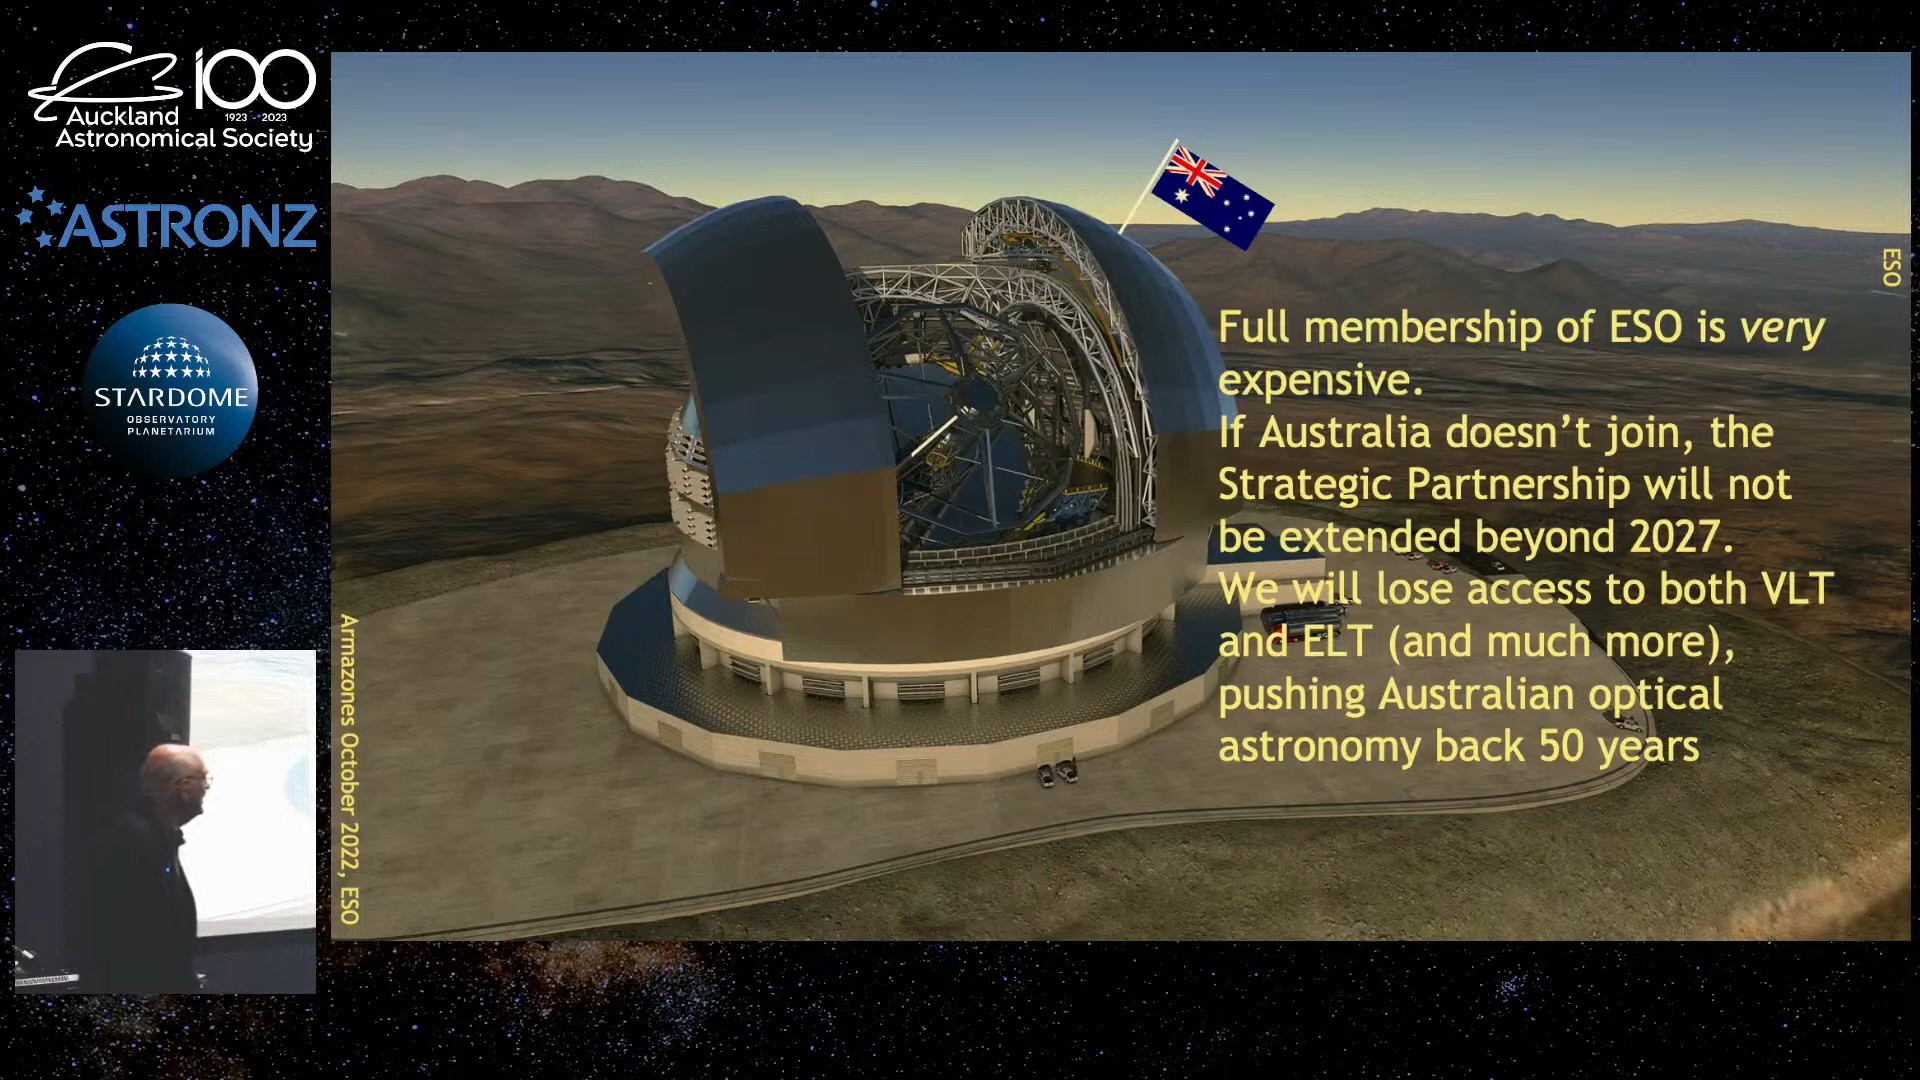 Auckland
Astronomical Society
100
1923 - 2023
ASTRONZ
STARDOME
OBSERVATORY
PLANETARIUM
ESO
Full membership of ESO is very
expensive.
If Australia doesn’t join, the
Strategic Partnership will not
be extended beyond 2027.
We will lose access to both VLT
and ELT (and much more),
pushing Australian optical
astronomy back 50 years
Armazones October 2022, ESO